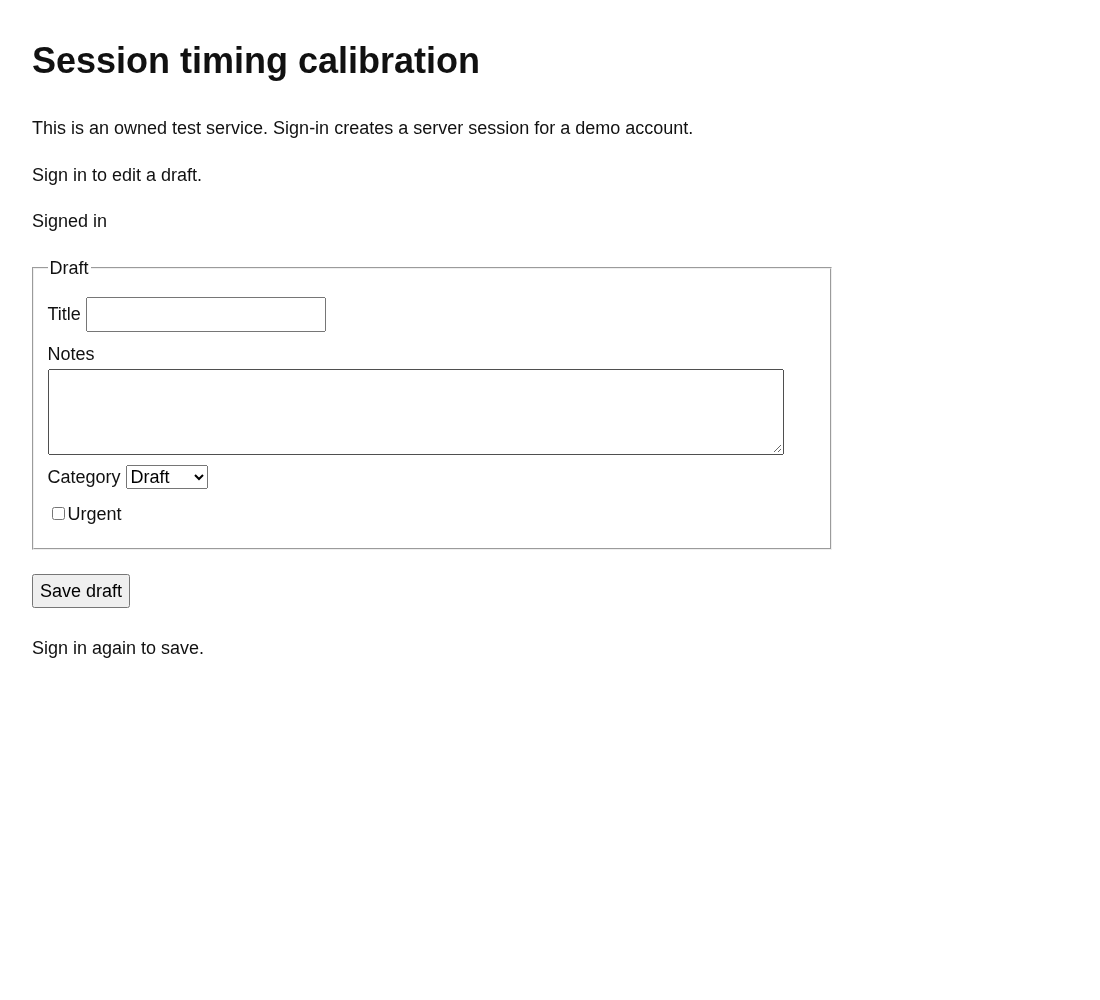 Session timing calibration
This is an owned test service. Sign-in creates a server session for a demo account.
Sign in to edit a draft.
Signed in
Draft
Title
Notes
Category Draft
Urgent
Save draft
Sign in again to save.